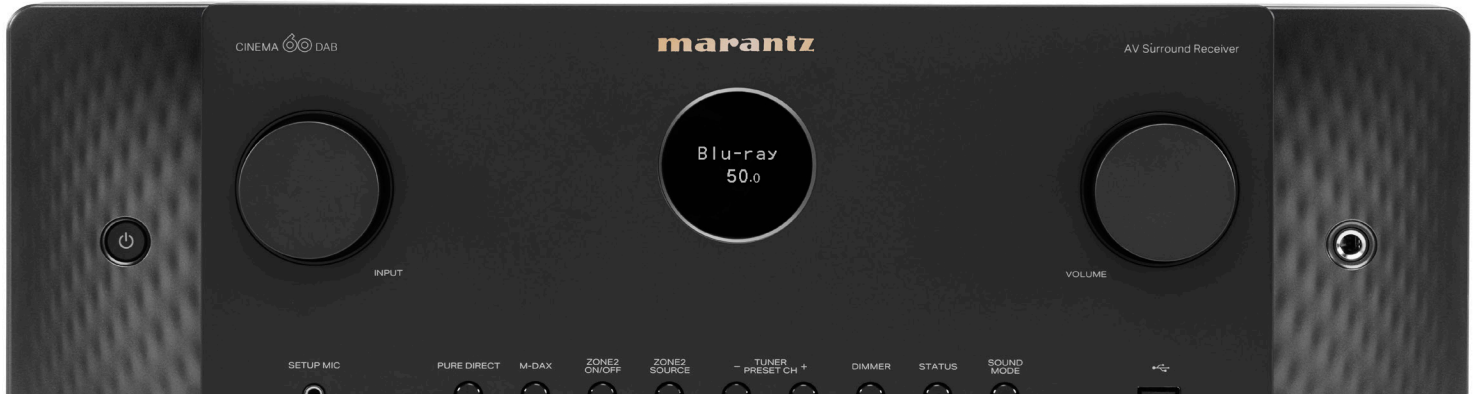 CINEMA 60 DAB
marantz
AV Surround Receiver
Blu-ray
50.0
INPUT
VOLUME
SETUP MIC
PURE DIRECT
M-DAX
ZONE2
ON/OFF
ZONE2
SOURCE
TUNER
– PRESET CH +
DIMMER
STATUS
SOUND
MODE